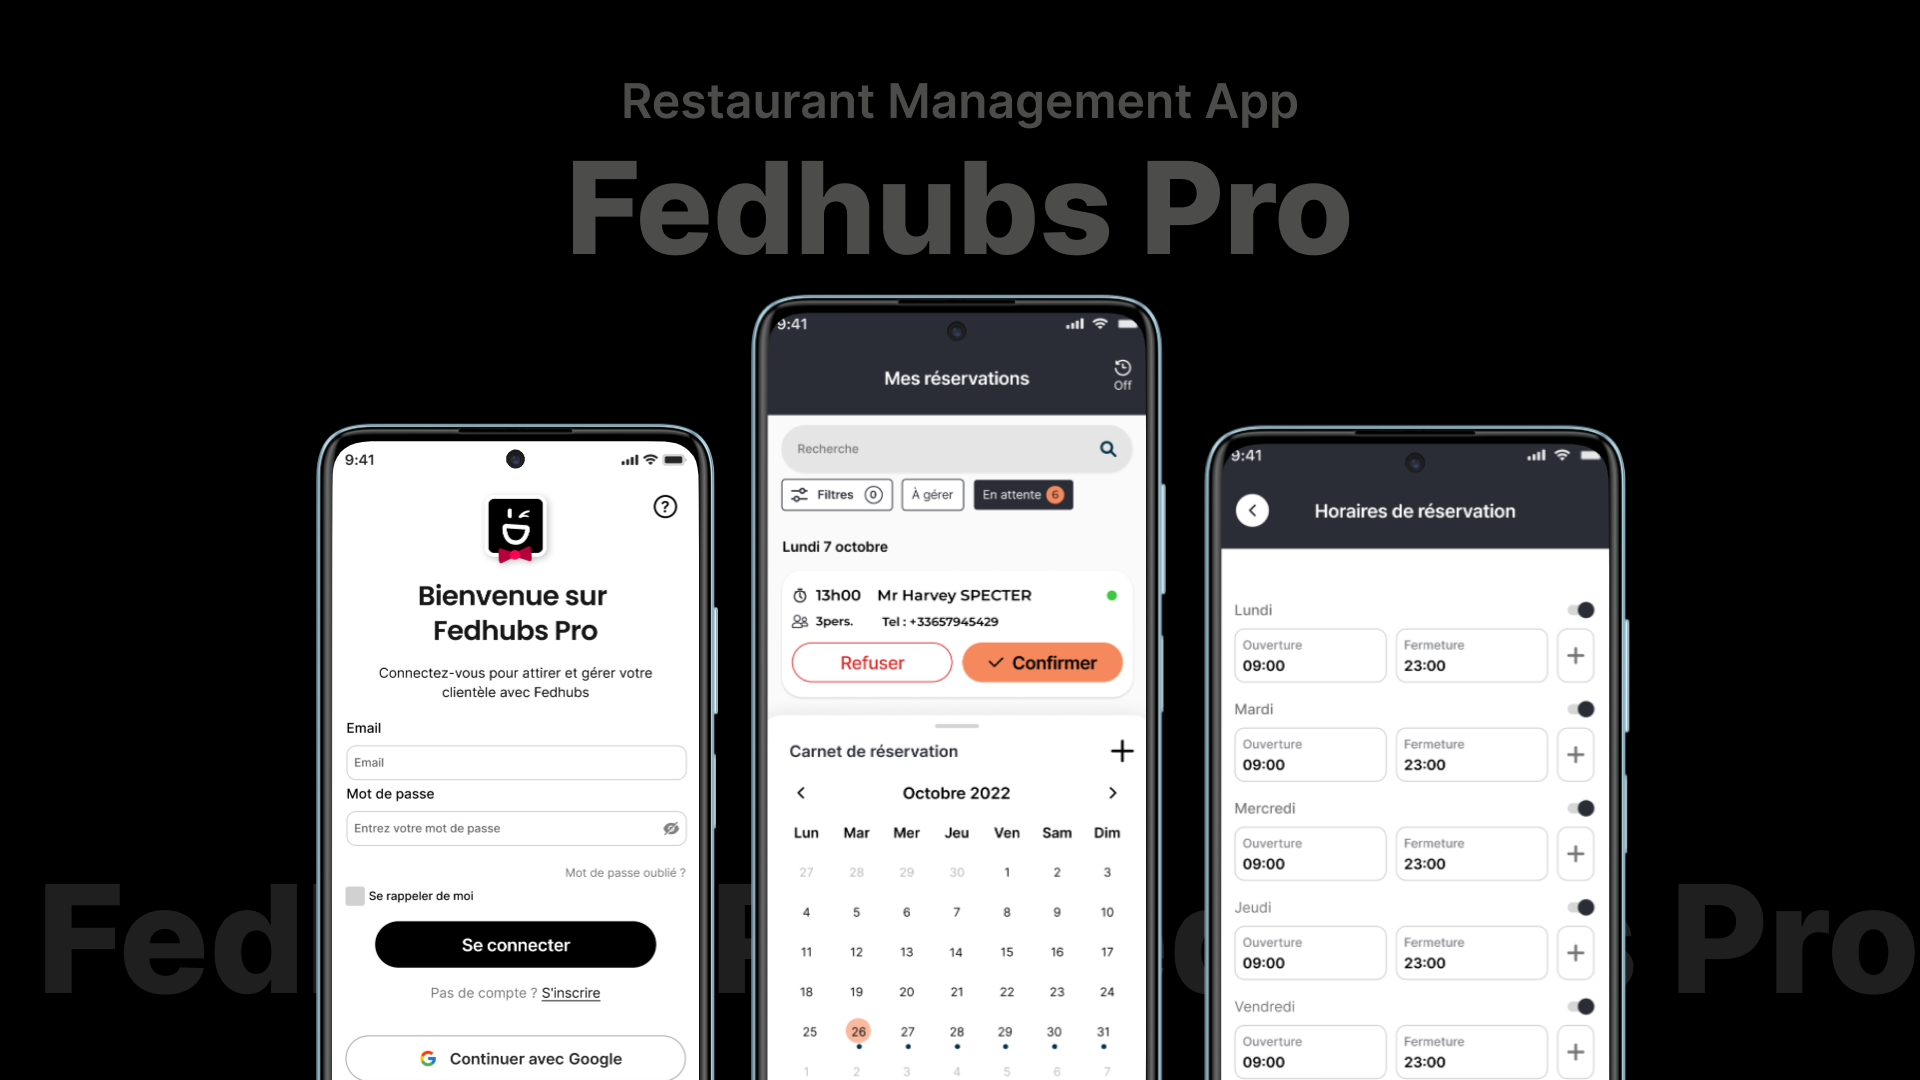 Restaurant Management App
Fedhubs Pro
9:41
Bienvenue sur
Fedhubs Pro
Connectez-vous pour attirer et gérer votre
clientèle avec Fedhubs
Email
Email
Mot de passe
Entrez votre mot de passe
Mot de passe oublié ?
Se rappeler de moi
Se connecter
Pas de compte ? S'inscrire
Continuer avec Google
9:41
Mes réservations
Off
Recherche
Filtres 0 À gérer En attente 6
Lundi 7 octobre
13h00 Mr Harvey SPECTER
3pers. Tel : +33657945429
Refuser Confirmer
Carnet de réservation
Octobre 2022
Lun Mar Mer Jeu Ven Sam Dim
27 28 29 30 1 2 3
4 5 6 7 8 9 10
11 12 13 14 15 16 17
18 19 20 21 22 23 24
25 26 27 28 29 30 31
1 2 3 4 5 6 7
9:41
Horaires de réservation
Lundi
Ouverture Fermeture
09:00 23:00
Mardi
Ouverture Fermeture
09:00 23:00
Mercredi
Ouverture Fermeture
09:00 23:00
Jeudi
Ouverture Fermeture
09:00 23:00
Vendredi
Ouverture Fermeture
09:00 23:00
Fed P ed s Pro